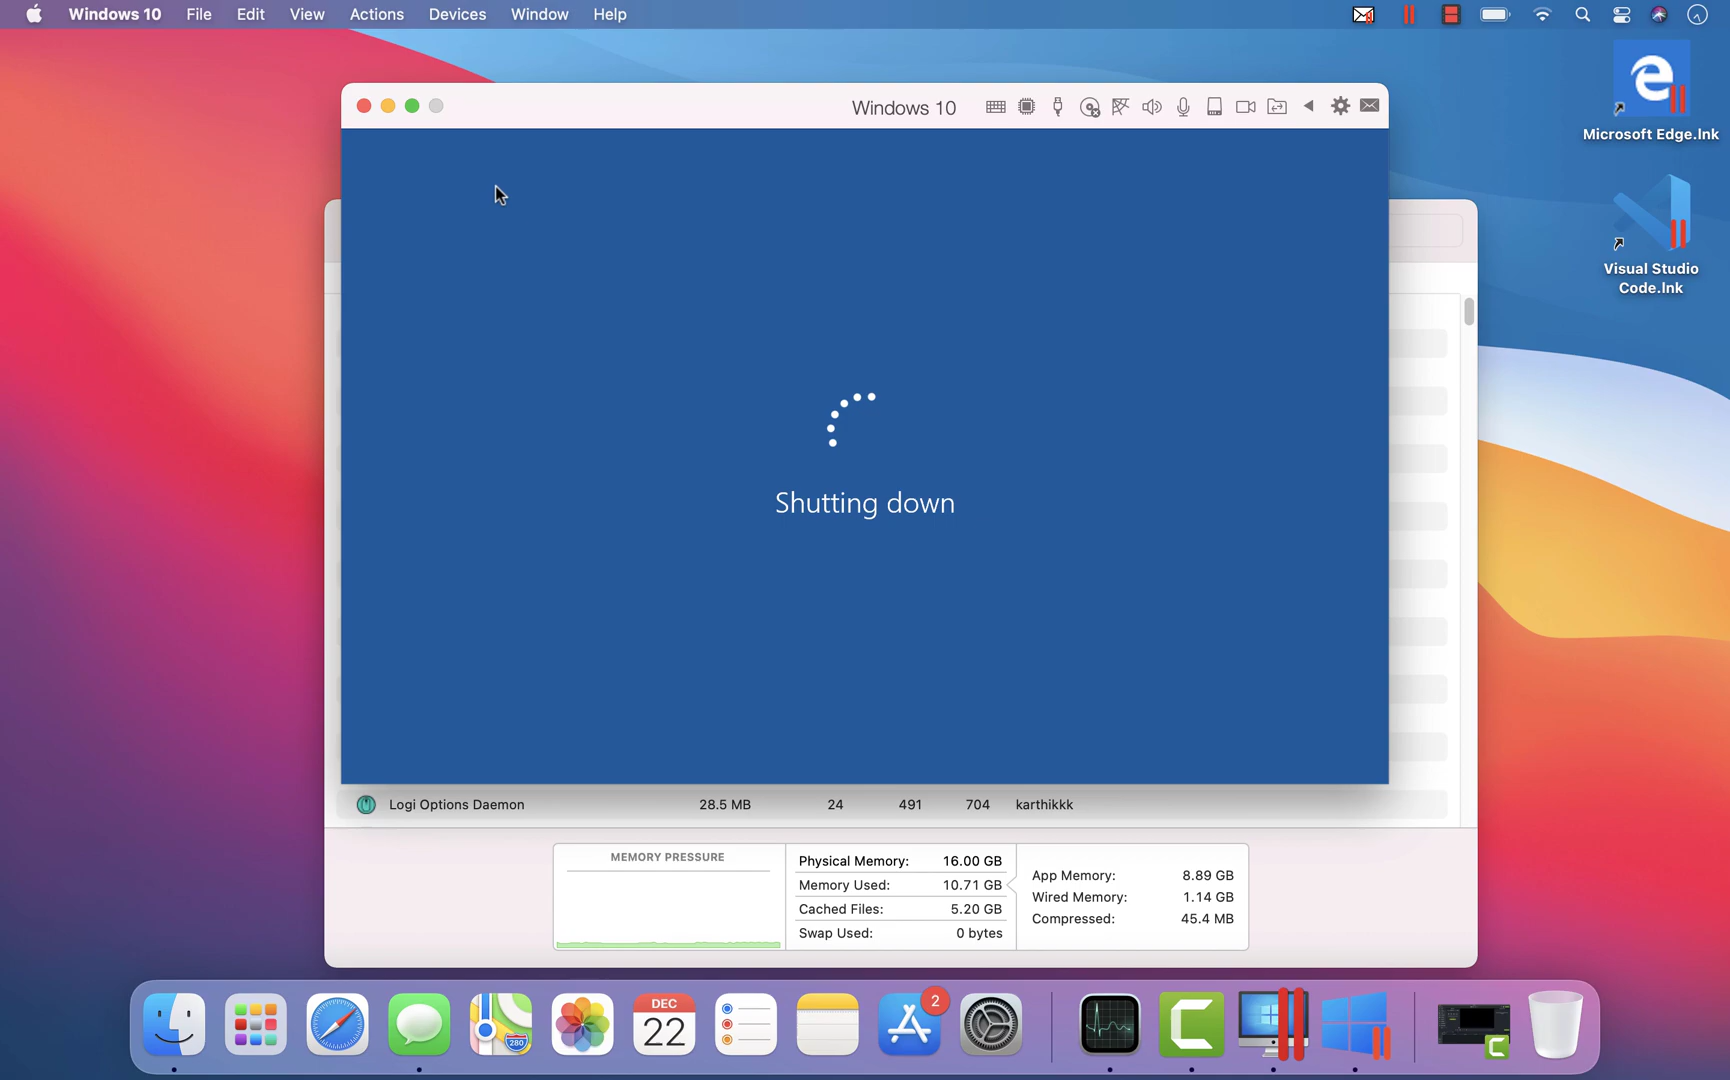 Windows 10 File Edit View Actions Devices Window Help
Windows 10
Microsoft Edge.lnk
Visual Studio
Code.lnk
Shutting down
Logi Options Daemon 28.5 MB 24 491 704 karthikkk
MEMORY PRESSURE
Physical Memory: 16.00 GB
Memory Used: 10.71 GB
Cached Files: 5.20 GB
Swap Used: 0 bytes
App Memory: 8.89 GB
Wired Memory: 1.14 GB
Compressed: 45.4 MB
280
DEC
22
2